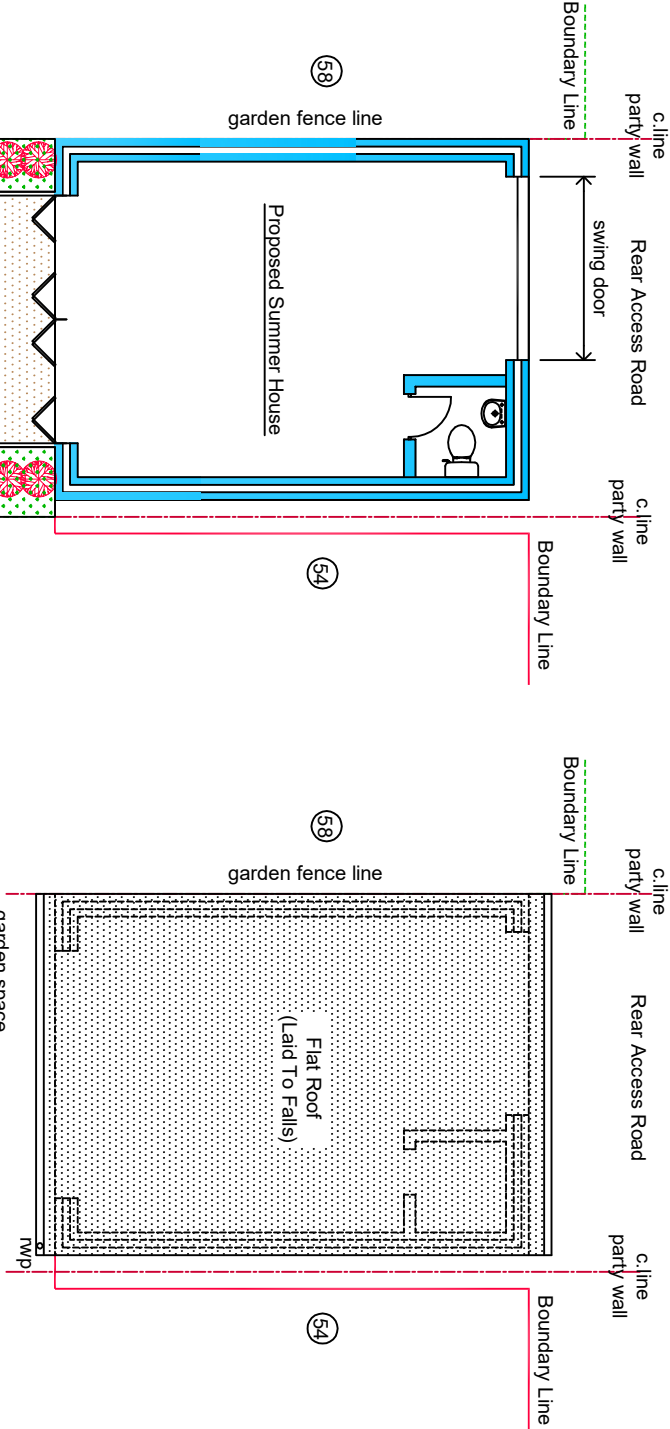 Boundary Line
c.line
party wall
58
garden fence line
Rear Access Road
swing door
Proposed Summer House
c.line
party wall
54
Boundary Line
Boundary Line
c.line
party wall
58
garden fence line
Rear Access Road
Flat Roof
(Laid To Falls)
garden space
rwp
c.line
party wall
54
Boundary Line